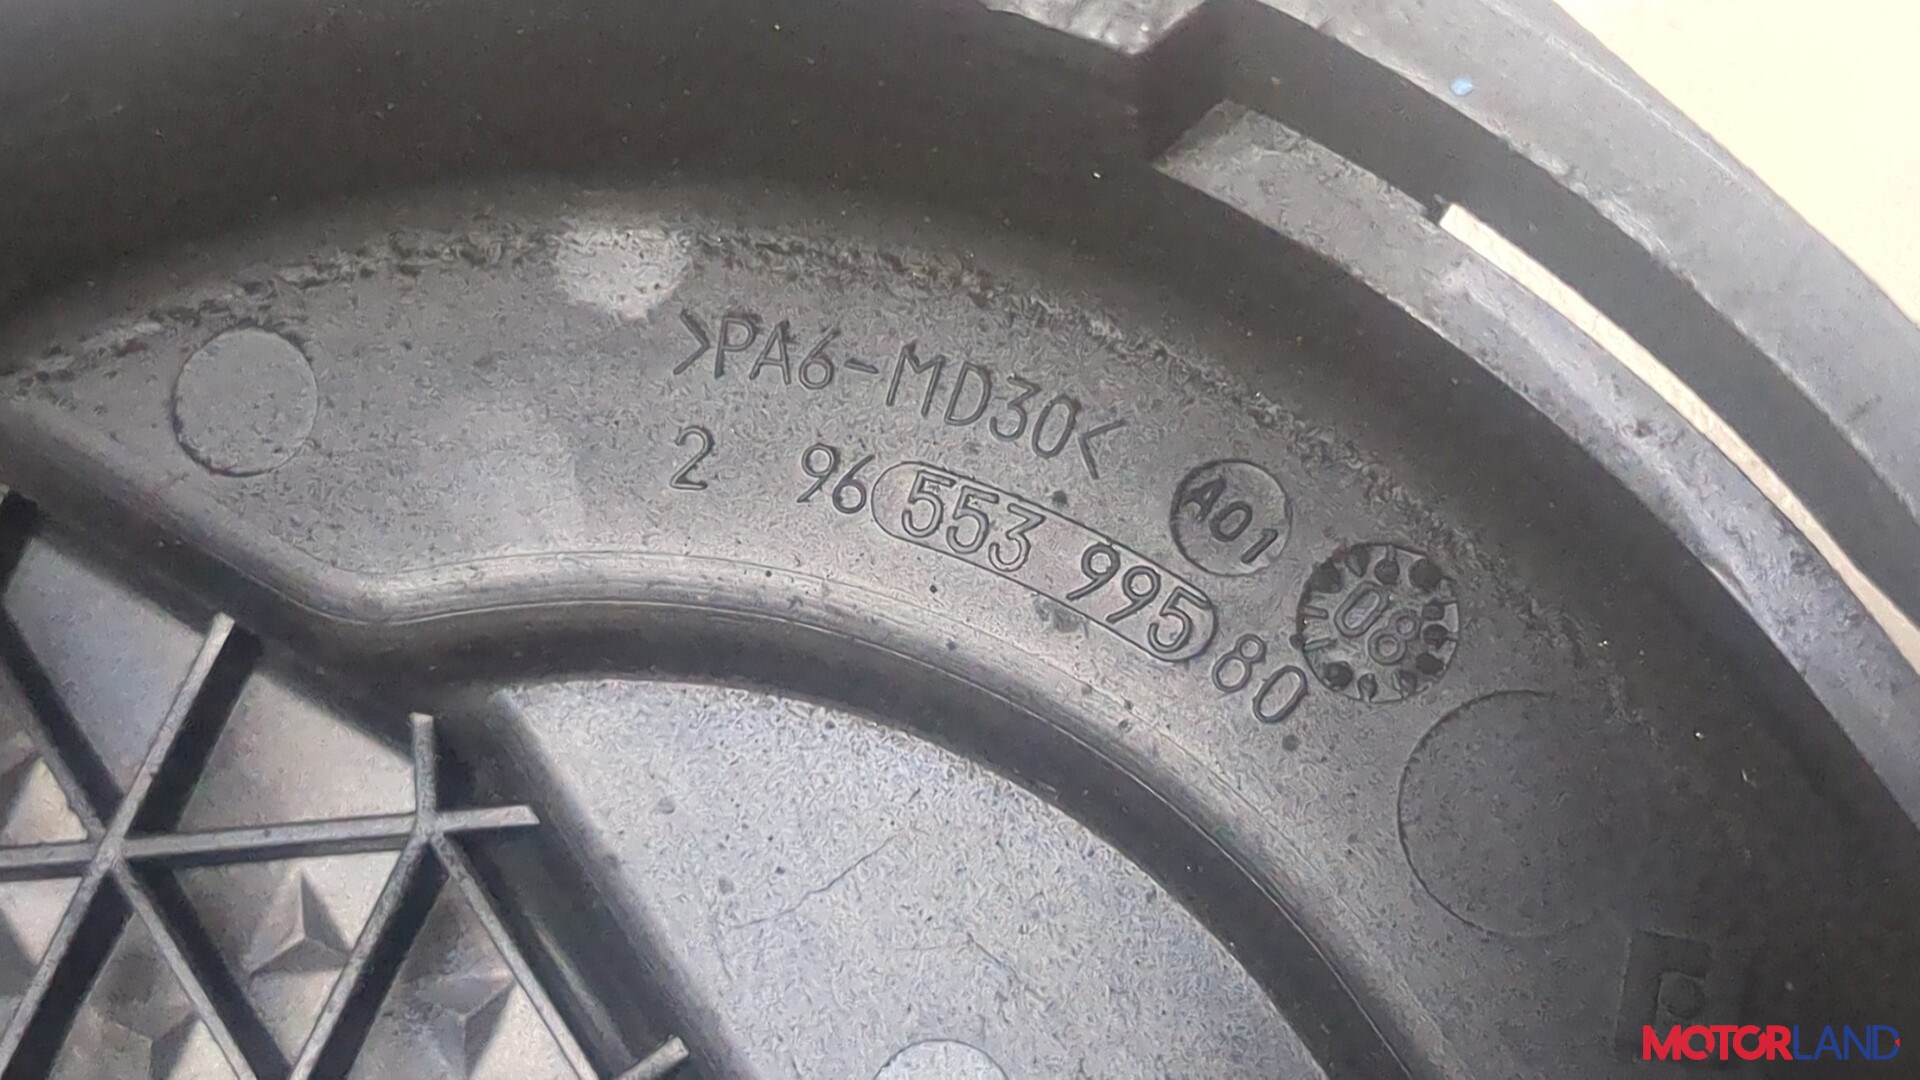 >PA6-MD30<
2 96 553 995 80
A01
08
P
MOTORLAND